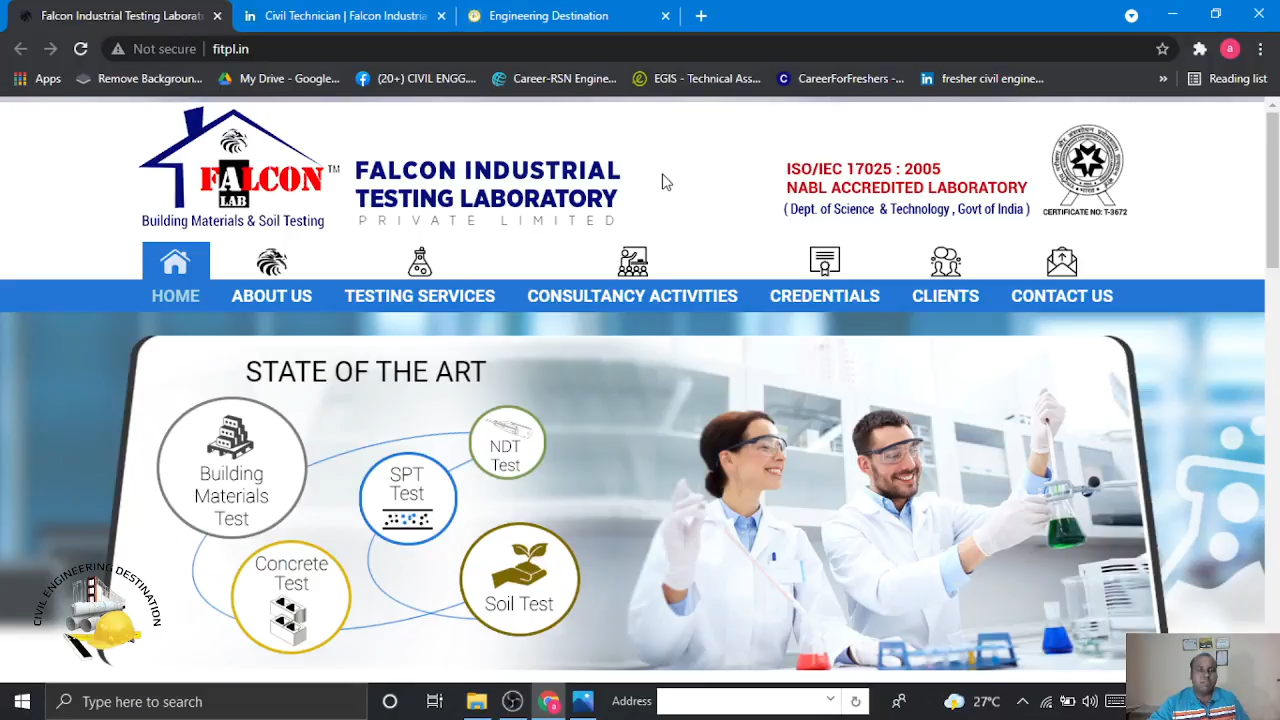 Falcon Industrial Testing Laborat
Civil Technician | Falcon Industria
Engineering Destination
Not secure
fitpl.in
a
Apps
Remove Backgroun...
My Drive - Google...
(20+) CIVIL ENGG...
Career-RSN Engine...
EGIS - Technical Ass...
CareerForFreshers -...
fresher civil engine...
»
Reading list
FALCON
LAB
TM
Building Materials & Soil Testing
FALCON INDUSTRIAL
TESTING LABORATORY
PRIVATE LIMITED
ISO/IEC 17025 : 2005
NABL ACCREDITED LABORATORY
( Dept. of Science & Technology , Govt of India )
CERTIFICATE NO: T-3672
HOME
ABOUT US
TESTING SERVICES
CONSULTANCY ACTIVITIES
CREDENTIALS
CLIENTS
CONTACT US
STATE OF THE ART
Building
Materials
Test
SPT
Test
NDT
Test
Concrete
Test
Soil Test
CIVIL ENGINEERING DESTINATION
Type here to search
Address
27°C